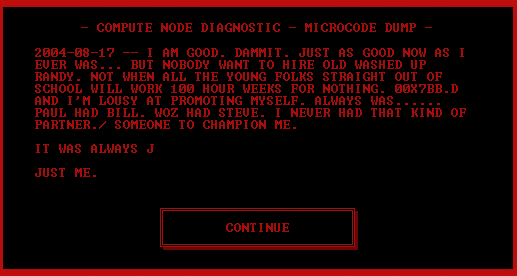 — COMPUTE NODE DIAGNOSTIC — MICROCODE DUMP —
2004-08-17 -- I AM GOOD. DAMMIT. JUST AS GOOD NOW AS I
EVER WAS... BUT NOBODY WANT TO HIRE OLD WASHED UP
RANDY. NOT WHEN ALL THE YOUNG FOLKS STRAIGHT OUT OF
SCHOOL WILL WORK 100 HOUR WEEKS FOR NOTHING. 00X7BB.D
AND I'M LOUSY AT PROMOTING MYSELF. ALWAYS WAS......
PAUL HAD BILL. WOZ HAD STEVE. I NEVER HAD THAT KIND OF
PARTNER./ SOMEONE TO CHAMPION ME.
IT WAS ALWAYS J
JUST ME.
CONTINUE